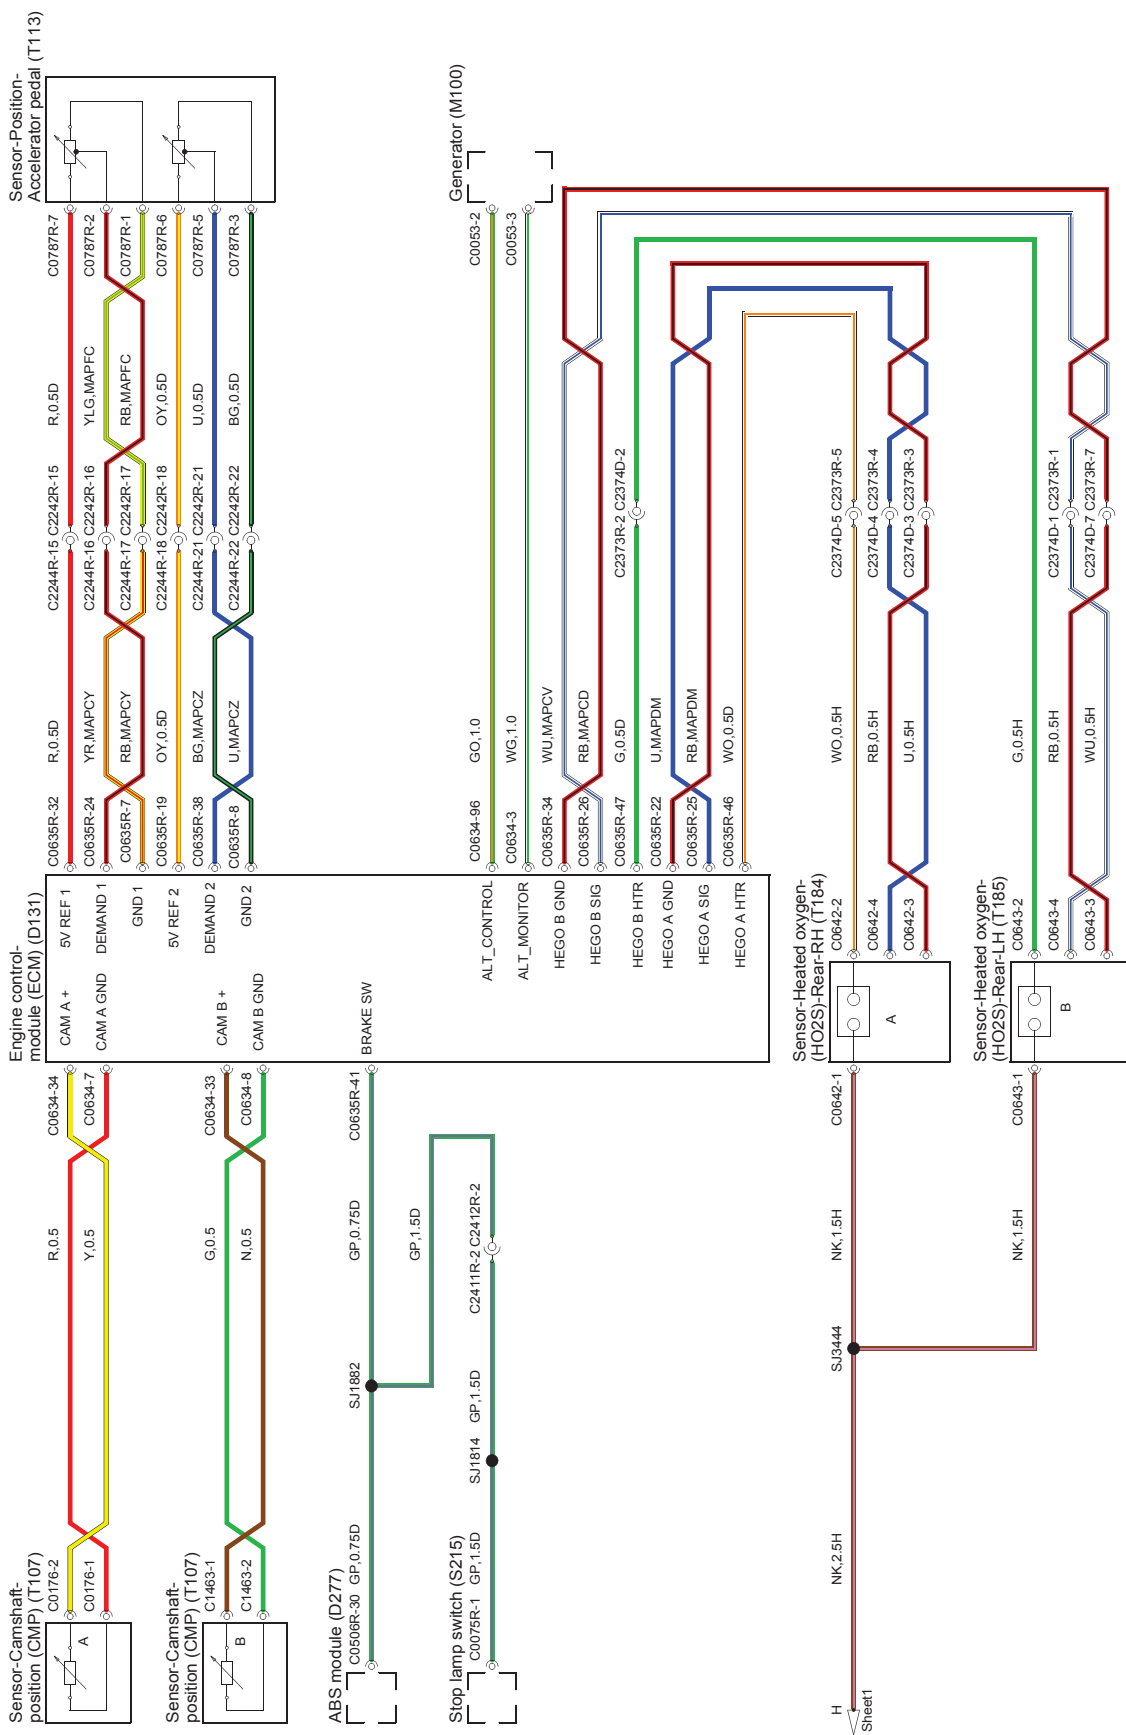 Sensor-Position-
Accelerator pedal (T113)
C0787R-7
C0787R-2
C0787R-1
C0787R-6
C0787R-5
C0787R-3
R,0.5D
YLG,MAPFC
RB,MAPFC
OY,0.5D
U,0.5D
BG,0.5D
C2244R-15 C2242R-15
C2244R-16 C2242R-16
C2244R-17 C2242R-17
C2244R-18 C2242R-18
C2244R-21 C2242R-21
C2244R-22 C2242R-22
R,0.5D
YR,MAPCY
RB,MAPCY
OY,0.5D
BG,MAPCZ
U,MAPCZ
C0635R-32
C0635R-24
C0635R-7
C0635R-19
C0635R-38
C0635R-8
Generator (M100)
C0053-2
C0053-3
GO,1.0
WG,1.0
WU,MAPCV
RB,MAPCD
G,0.5D
U,MAPDM
RB,MAPDM
WO,0.5D
C2373R-2 C2374D-2
C0634-96
C0634-3
C0635R-34
C0635R-26
C0635R-47
C0635R-22
C0635R-25
C0635R-46
C2374D-5 C2373R-5
C2374D-4 C2373R-4
C2374D-3 C2373R-3
C2374D-1 C2373R-1
C2374D-7 C2373R-7
WO,0.5H
RB,0.5H
U,0.5H
G,0.5H
RB,0.5H
WU,0.5H
C0642-2
C0642-4
C0642-3
C0643-2
C0643-4
C0643-3
Engine control-
module (ECM) (D131)
5V REF 1
DEMAND 1
GND 1
5V REF 2
DEMAND 2
GND 2
ALT_CONTROL
ALT_MONITOR
HEGO B GND
HEGO B SIG
HEGO B HTR
HEGO A GND
HEGO A SIG
HEGO A HTR
CAM A +
CAM A GND
CAM B +
CAM B GND
BRAKE SW
Sensor-Heated oxygen-
(HO2S)-Rear-RH (T184)
A
Sensor-Heated oxygen-
(HO2S)-Rear-LH (T185)
B
C0634-34
C0634-7
C0634-33
C0634-8
C0635R-41
C0642-1
C0643-1
R,0.5
Y,0.5
G,0.5
N,0.5
GP,0.75D
GP,1.5D
C2411R-2 C2412R-2
NK,1.5H
NK,1.5H
SJ1882
SJ1814
GP,1.5D
SJ3444
C0176-2
C0176-1
C1463-1
C1463-2
C0506R-30 GP,0.75D
C0075R-1 GP,1.5D
NK,2.5H
Sensor-Camshaft-
position (CMP) (T107)
A
Sensor-Camshaft-
position (CMP) (T107)
B
ABS module (D277)
Stop lamp switch (S215)
H
Sheet1